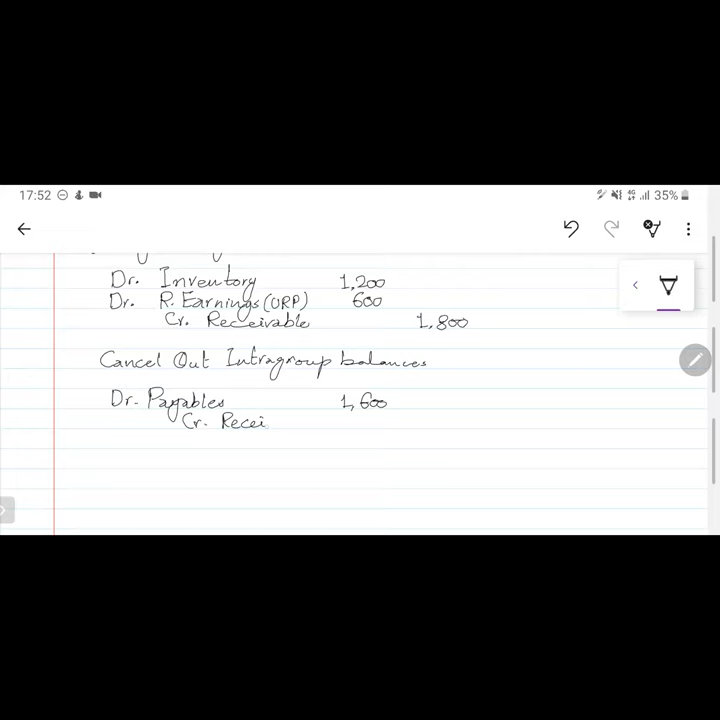 17:52 4G 35%
Dr. Inventory 1,200
Dr. R. Earnings (URP) 600
Cr. Receivable 1,800
Cancel Out Intragroup balances
Dr. Payables 1,600
Cr. Recei